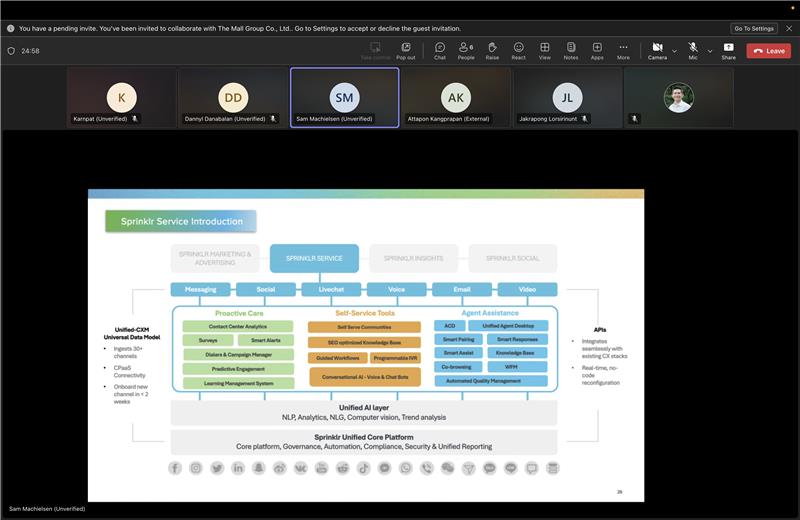 You have a pending invite. You've been invited to collaborate with The Mall Group Co., Ltd.. Go to Settings to accept or decline the guest invitation.
Go To Settings
24:58
Take control
Pop out
Chat
6
People
Raise
React
View
Notes
Apps
More
Camera
Mic
Share
Leave
K
DD
SM
AK
JL
Karnpat (Unverified)
Dannyl Danabalan (Unverified)
Sam Machielsen (Unverified)
Attapon Kangprapan (External)
Jakrapong Lorsirinunt
Sprinklr Service Introduction
SPRINKLR MARKETING &
ADVERTISING
SPRINKLR SERVICE
SPRINKLR INSIGHTS
SPRINKLR SOCIAL
Messaging
Social
Livechat
Voice
Email
Video
Unified-CXM
Universal Data Model
• Ingests 30+
channels
• CPaaS
Connectivity
• Onboard new
channel in < 2
weeks
Proactive Care
Contact Center Analytics
Surveys
Smart Alerts
Dialers & Campaign Manager
Predictive Engagement
Learning Management System
Self-Service Tools
Self Serve Communities
SEO optimized Knowledge Base
Guided Workflows
Programmable IVR
Conversational AI - Voice & Chat Bots
Agent Assistance
ACD
Unified Agent Desktop
Smart Pairing
Smart Responses
Smart Assist
Knowledge Base
Co-browsing
WFM
Automated Quality Management
APIs
• Integrates
seamlessly with
existing CX stacks
• Real-time, no-
code
reconfiguration
Unified AI layer
NLP, Analytics, NLG, Computer vision, Trend analysis
Sprinklr Unified Core Platform
Core platform, Governance, Automation, Compliance, Security & Unified Reporting
Sam Machielsen (Unverified)